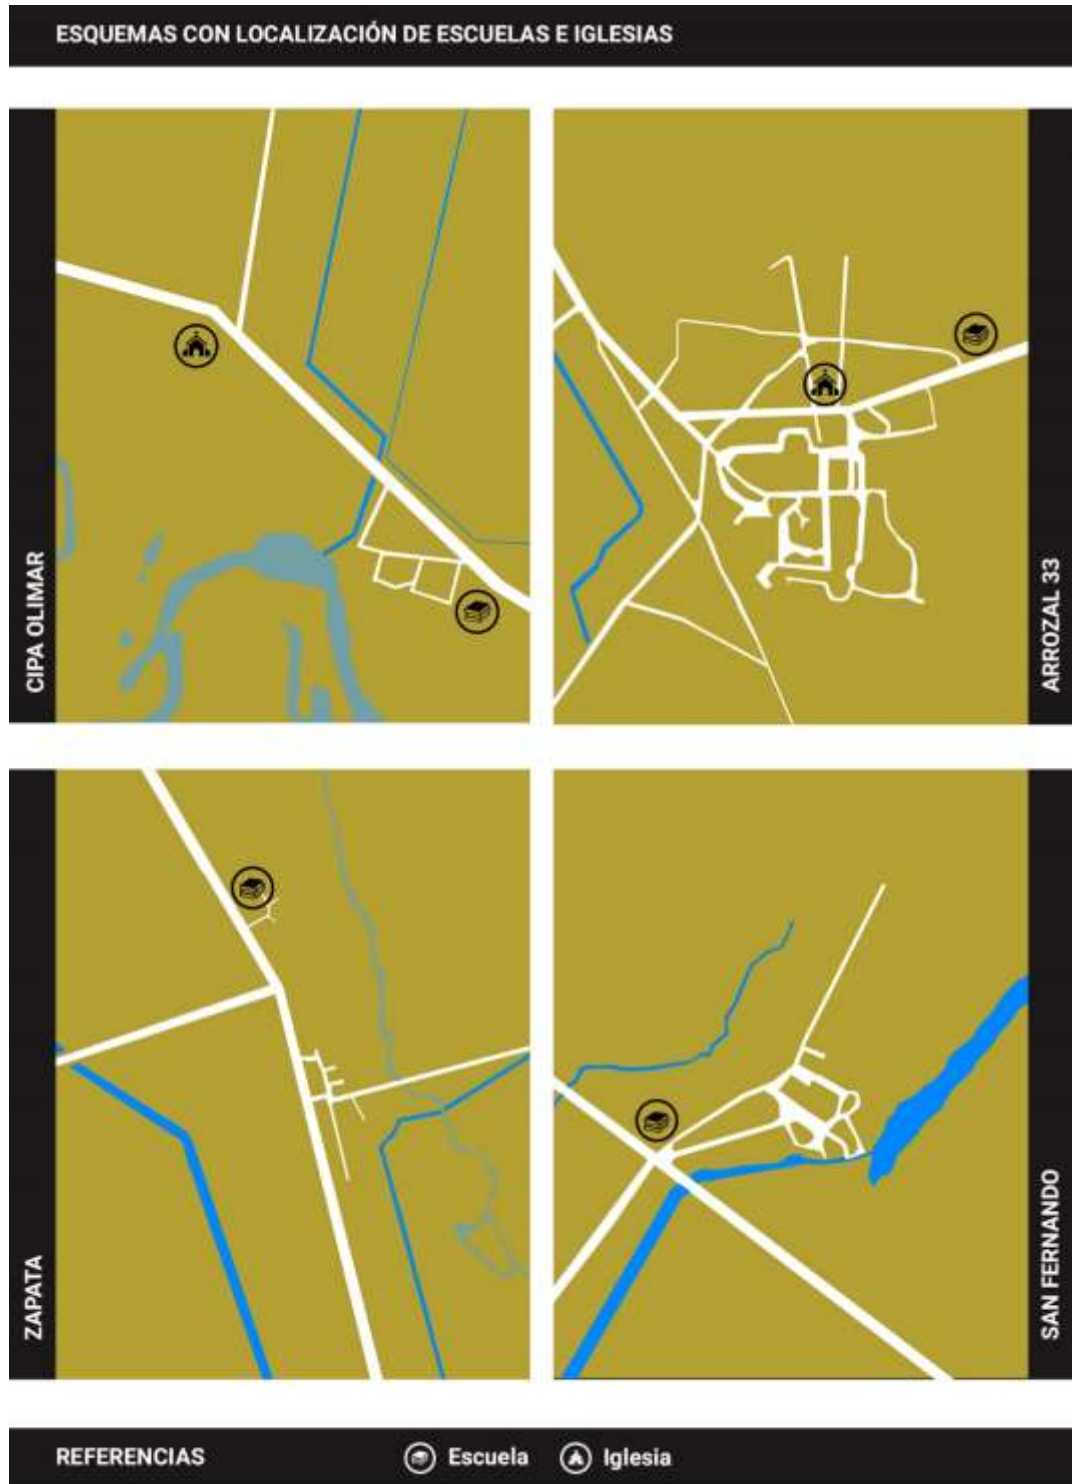 ESQUEMAS CON LOCALIZACIÓN DE ESCUELAS E IGLESIAS
CIPA OLIMAR
ARROZAL 33
ZAPATA
SAN FERNANDO
REFERENCIAS
Escuela
Iglesia